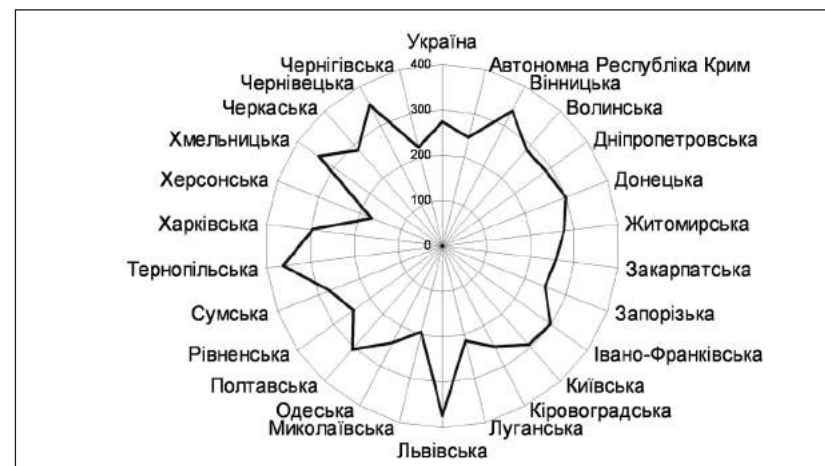 Україна
Автономна Республіка Крим
Вінницька
Волинська
Дніпропетровська
Донецька
Житомирська
Закарпатська
Запорізька
Івано-Франківська
Київська
Кіровоградська
Луганська
Львівська
Миколаївська
Одеська
Полтавська
Рівненська
Сумська
Тернопільська
Харківська
Херсонська
Хмельницька
Черкаська
Чернівецька
Чернігівська
400
300
200
100
0